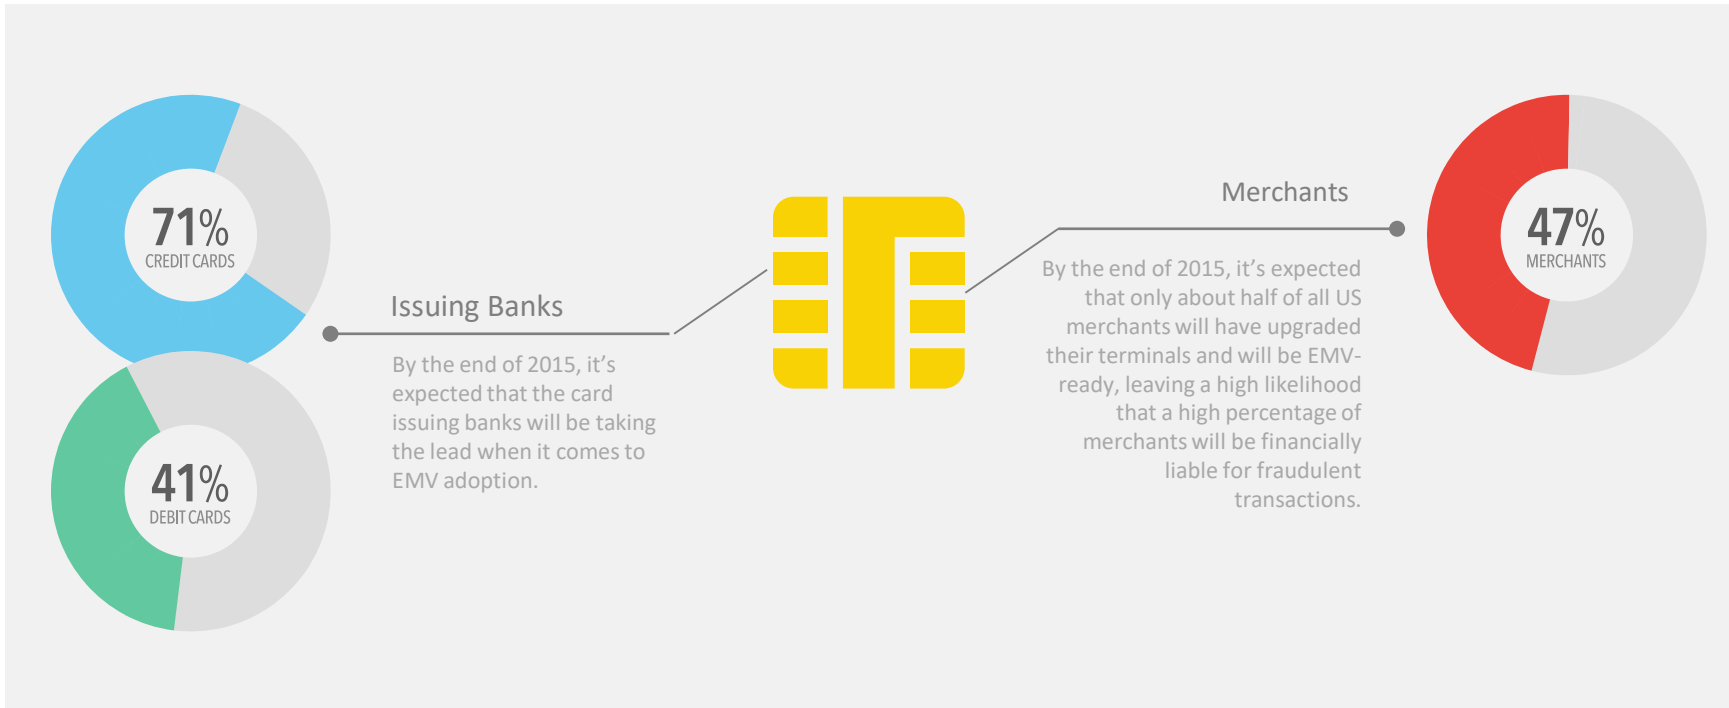 71%
CREDIT CARDS
41%
DEBIT CARDS
Issuing Banks
By the end of 2015, it’s
expected that the card
issuing banks will be taking
the lead when it comes to
EMV adoption.
Merchants
By the end of 2015, it’s expected
that only about half of all US
merchants will have upgraded
their terminals and will be EMV-
ready, leaving a high likelihood
that a high percentage of
merchants will be financially
liable for fraudulent
transactions.
47%
MERCHANTS